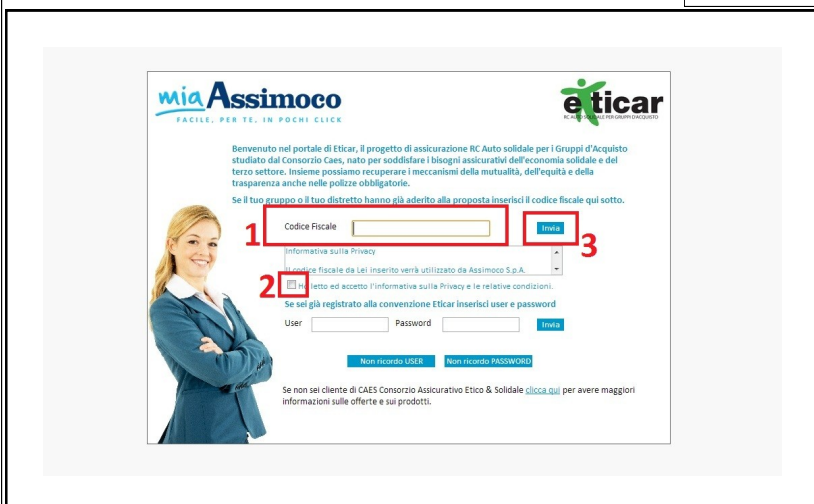 miaAssimoco
FACILE, PER TE, IN POCHI CLICK
eticar
RC AUTO SOLIDALE PER GRUPPI D'ACQUISTO
Benvenuto nel portale di Eticar, il progetto di assicurazione RC Auto solidale per i Gruppi d'Acquisto
studiato dal Consorzio Caes, nato per soddisfare i bisogni assicurativi dell'economia solidale e del
terzo settore. Insieme possiamo recuperare i meccanismi della mutualità, dell'equità e della
trasparenza anche nelle polizze obbligatorie.
Se il tuo gruppo o il tuo distretto hanno già aderito alla proposta inserisci il codice fiscale qui sotto.
1 Codice Fiscale Invia 3
Informativa sulla Privacy
Il codice fiscale da Lei inserito verrà utilizzato da Assimoco S.p.A.
2 Ho letto ed accetto l'informativa sulla Privacy e le relative condizioni.
Se sei già registrato alla convenzione Eticar inserisci user e password
User Password Invia
Non ricordo USER Non ricordo PASSWORD
Se non sei cliente di CAES Consorzio Assicurativo Etico & Solidale clicca qui per avere maggiori
informazioni sulle offerte e sui prodotti.